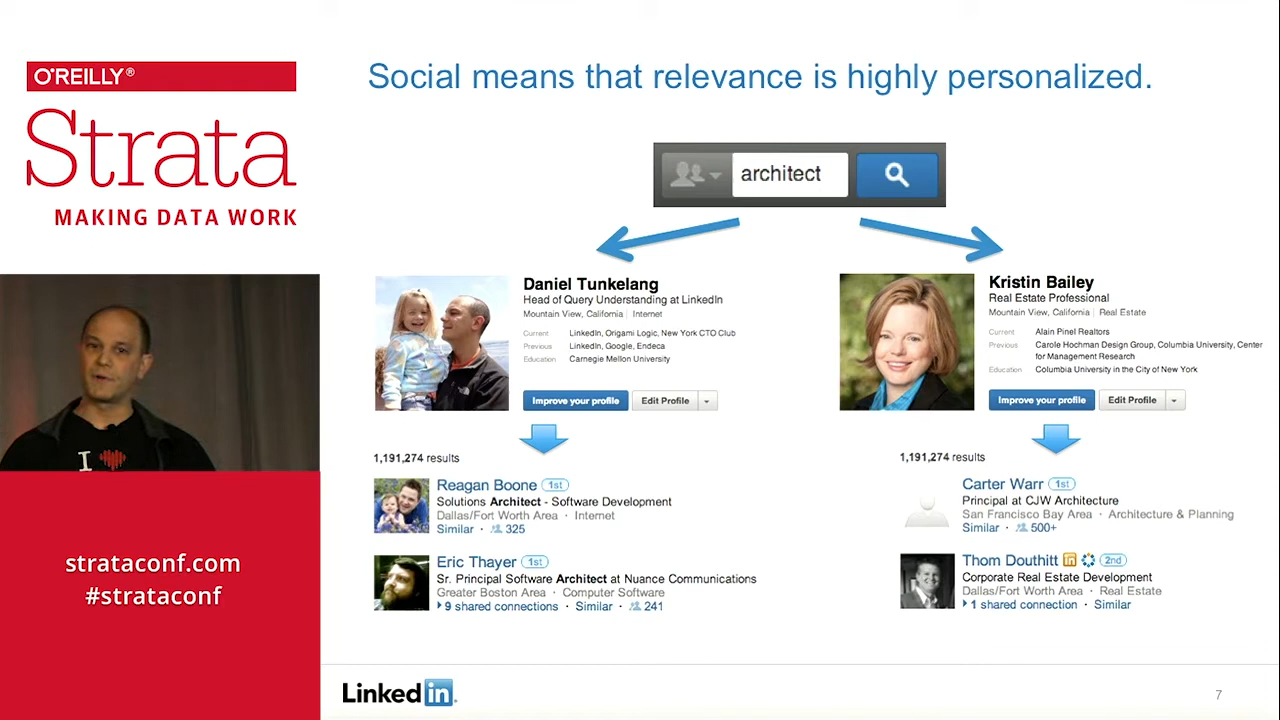 O'REILLY®
Strata
MAKING DATA WORK
strataconf.com
#strataconf
I
Social means that relevance is highly personalized.
architect
Daniel Tunkelang
Head of Query Understanding at LinkedIn
Mountain View, California | Internet
Current LinkedIn, Origami Logic, New York CTO Club
Previous LinkedIn, Google, Endeca
Education Carnegie Mellon University
Improve your profile Edit Profile
1,191,274 results
Reagan Boone 1st
Solutions Architect - Software Development
Dallas/Fort Worth Area · Internet
Similar · 325
Eric Thayer 1st
Sr. Principal Software Architect at Nuance Communications
Greater Boston Area · Computer Software
9 shared connections · Similar · 241
Kristin Bailey
Real Estate Professional
Mountain View, California | Real Estate
Current Alain Pinel Realtors
Previous Carole Hochman Design Group, Columbia University, Center
for Management Research
Education Columbia University in the City of New York
Improve your profile Edit Profile
1,191,274 results
Carter Warr 1st
Principal at CJW Architecture
San Francisco Bay Area · Architecture & Planning
Similar · 500+
Thom Douthitt in 2nd
Corporate Real Estate Development
Dallas/Fort Worth Area · Real Estate
1 shared connection · Similar
Linked in.
7